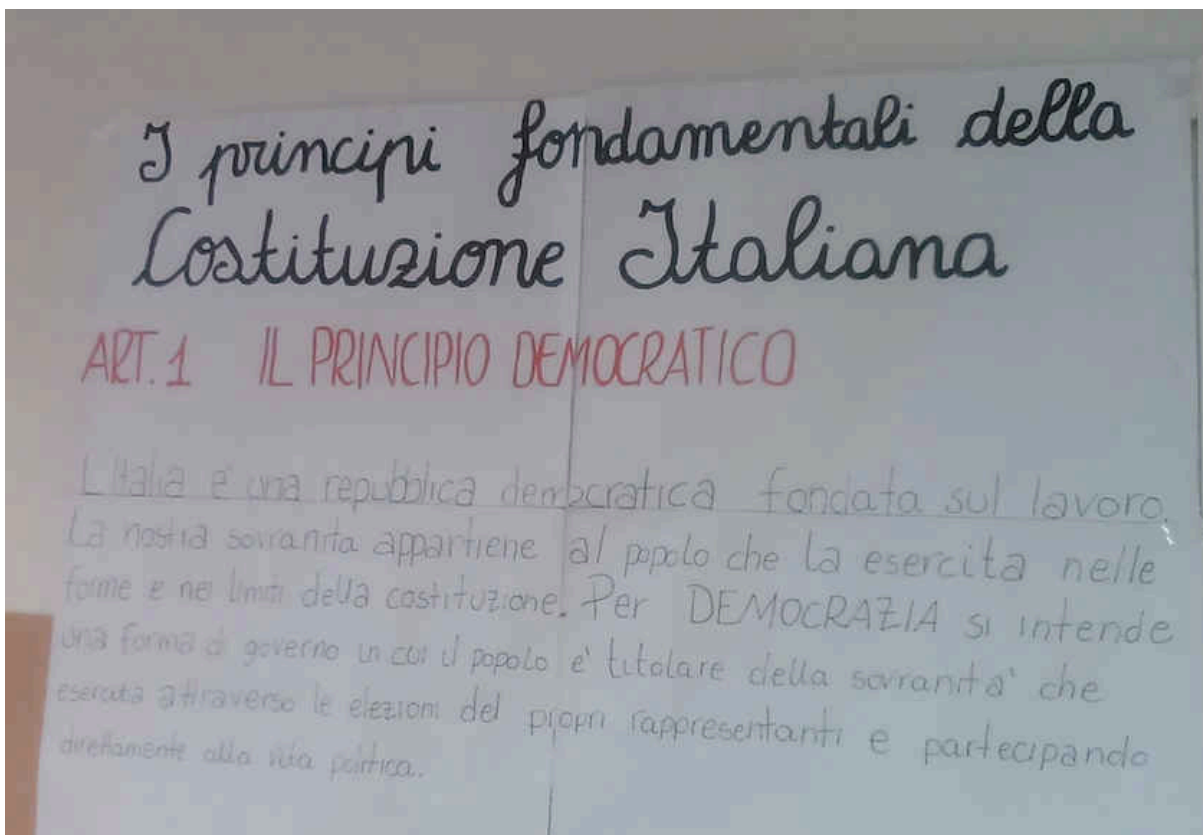 I principi fondamentali della
Costituzione Italiana
ART. 1 IL PRINCIPIO DEMOCRATICO
L'Italia e' una repubblica democratica fondata sul lavoro.
La nostra sovranita appartiene al popolo che la esercita nelle
forme e nei limiti della costituzione. Per DEMOCRAZIA si intende
una forma di governo in cui il popolo e' titolare della sovranita' che
esercita attraverso le elezioni del propri rappresentanti e partecipando
direttamente alla vita politica.